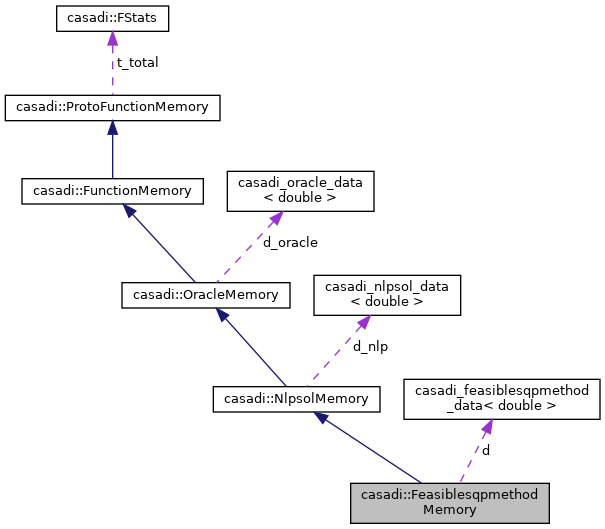 casadi::FStats
t_total
casadi::ProtoFunctionMemory
casadi::FunctionMemory
casadi_oracle_data
< double >
d_oracle
casadi::OracleMemory
casadi_nlpsol_data
< double >
d_nlp
casadi::NlpsolMemory
casadi_feasiblesqpmethod
_data< double >
d
casadi::Feasiblesqpmethod
Memory